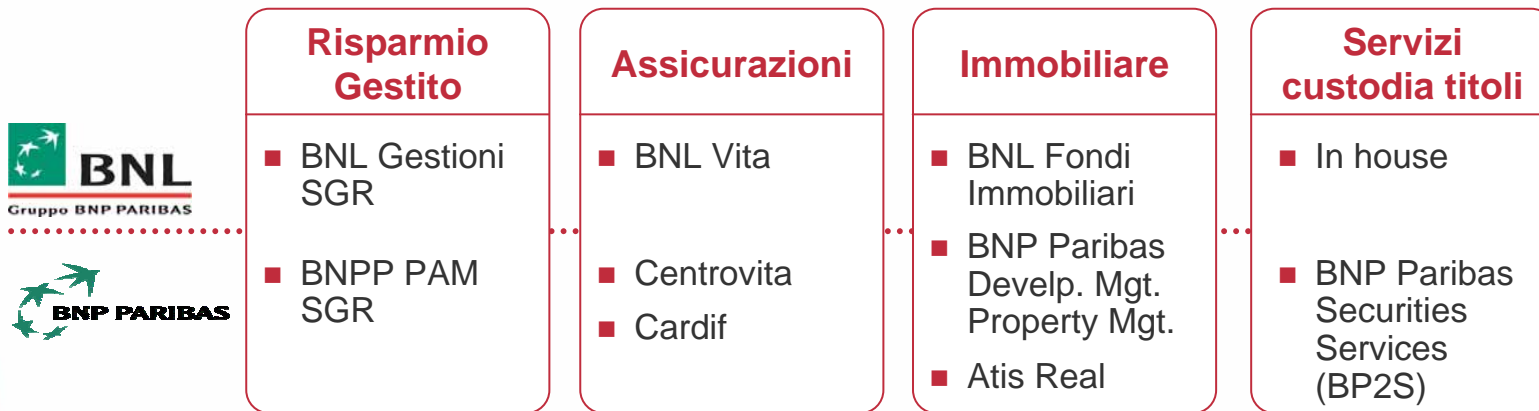 Risparmio
Gestito
Assicurazioni
Immobiliare
Servizi
custodia titoli
BNL
Gruppo BNP PARIBAS
■ BNL Gestioni
SGR
■ BNL Vita
■ BNL Fondi
Immobiliari
■ In house
BNP PARIBAS
■ BNPP PAM
SGR
■ Centrovita
■ Cardif
■ BNP Paribas
Develp. Mgt.
Property Mgt.
■ Atis Real
■ BNP Paribas
Securities
Services
(BP2S)